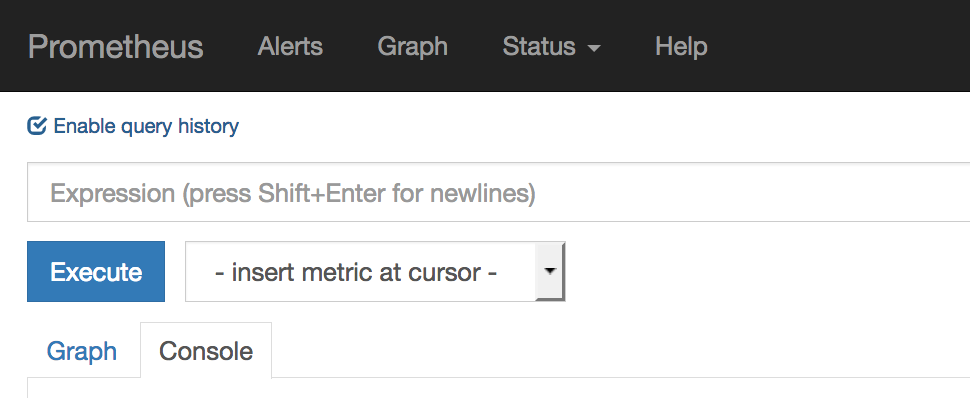 Prometheus Alerts Graph Status Help
Enable query history
Expression (press Shift+Enter for newlines)
Execute - insert metric at cursor -
Graph Console